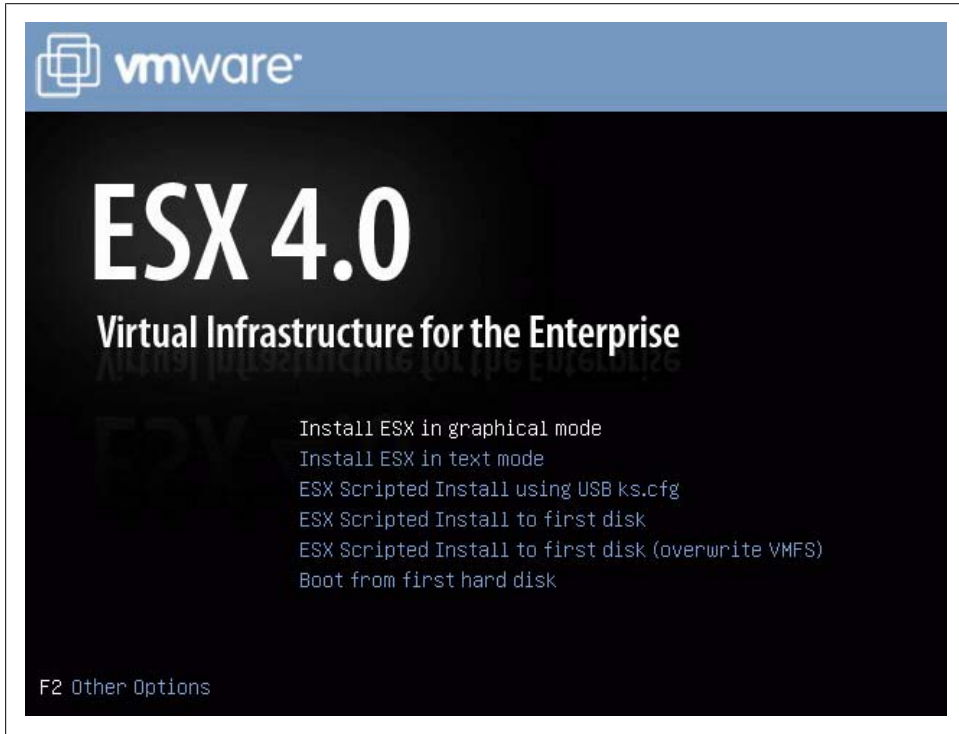 vmware
ESX 4.0
Virtual Infrastructure for the Enterprise
Install ESX in graphical mode
Install ESX in text mode
ESX Scripted Install using USB ks.cfg
ESX Scripted Install to first disk
ESX Scripted Install to first disk (overwrite VMFS)
Boot from first hard disk
F2 Other Options